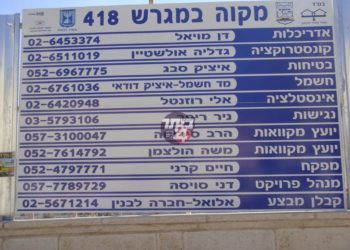 מקוה במגרש 418
אדריכלות דן מויאל 02-6453374
קונסטרוקציה גדליה אולשטיין 02-6511019
בטיחות איציק סבג 052-6967775
חשמל מד חשמל-איציק דודאי 02-6761036
אינסטלציה אלי רוזנטל 02-6420948
נגישות ניר 03-5793106
יועץ מקוואות הרב 057-3100047
יועץ מקוואות משה הולצמן 052-7614792
מפקח חיים קרני 052-4797771
מנהל פרויקט דני סויסה 057-7789729
קבלן מבצע אלואל-חברה לבנין 02-5671214